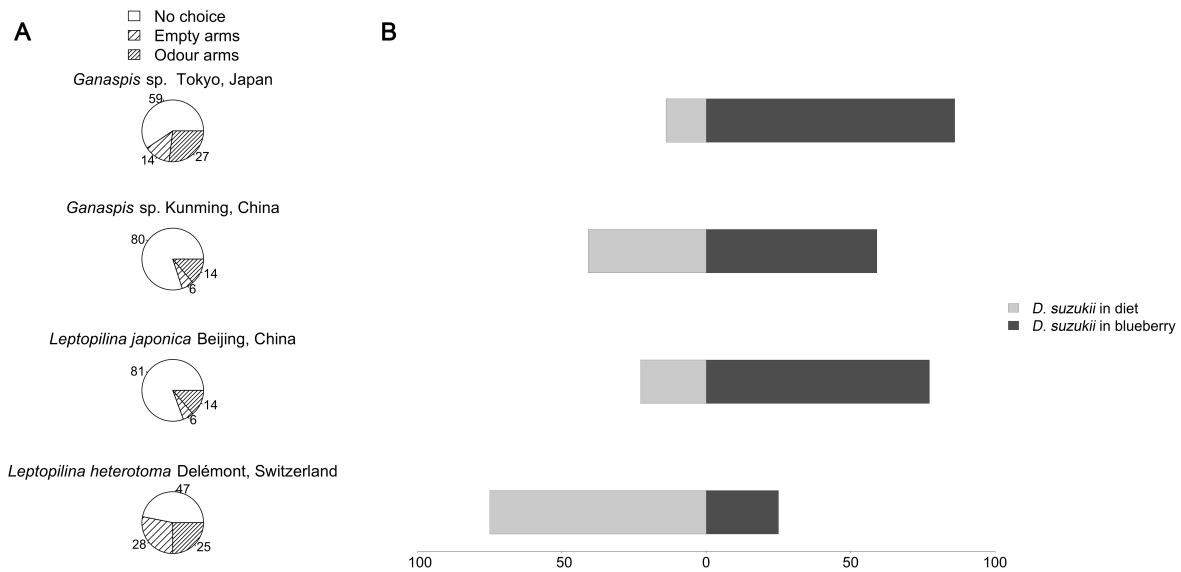 A
No choice
Empty arms
Odour arms
Ganaspis sp. Tokyo, Japan
59
14
27
Ganaspis sp. Kunming, China
80
14
6
Leptopilina japonica Beijing, China
81
14
6
Leptopilina heterotoma Delémont, Switzerland
47
28
25
B
D. suzukii in diet
D. suzukii in blueberry
100 50 0 50 100